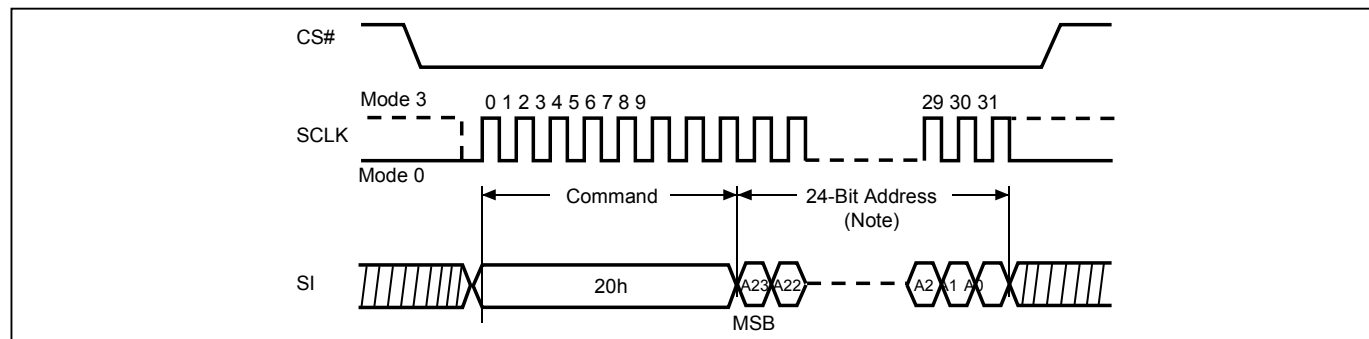 CS#
Mode 3
0 1 2 3 4 5 6 7 8 9
29 30 31
SCLK
Mode 0
Command
24-Bit Address
(Note)
SI
20h
A23
A22
A2
A1
A0
MSB